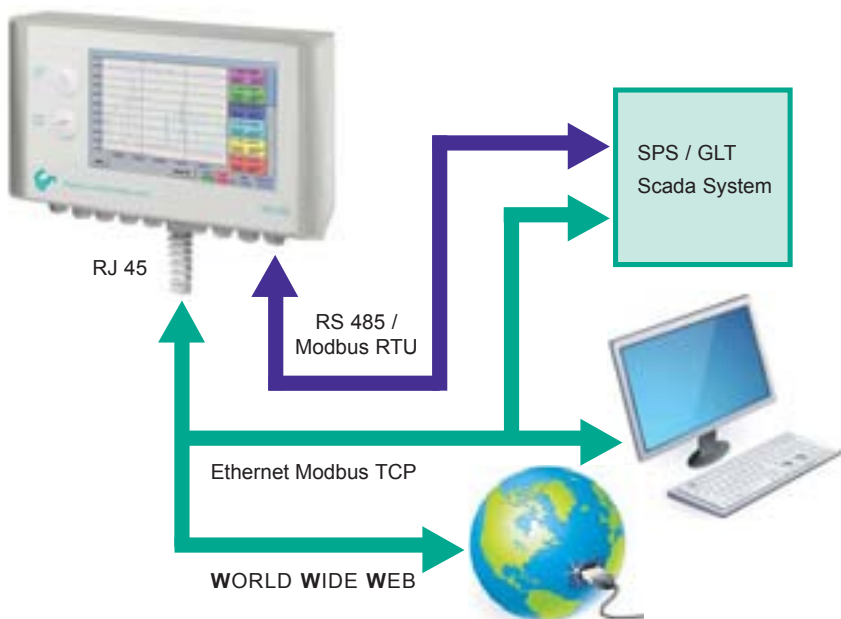 RJ 45
RS 485 /
Modbus RTU
SPS / GLT
Scada System
Ethernet Modbus TCP
WORLD WIDE WEB